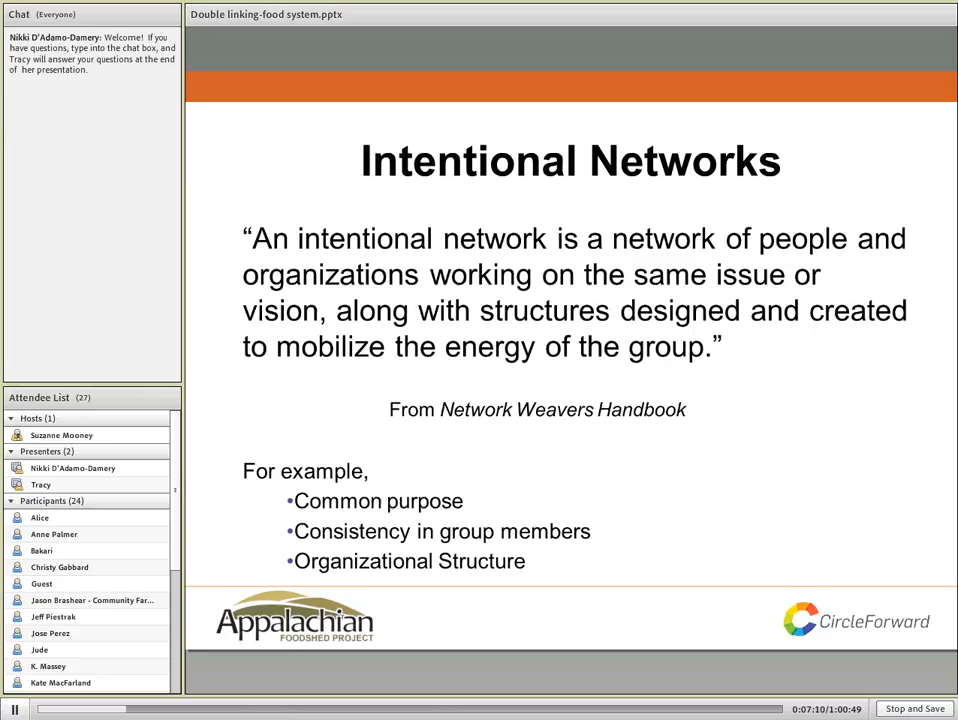 Chat (Everyone)
Nikki D'Adamo-Damery: Welcome! If you
have questions, type into the chat box, and
Tracy will answer your questions at the end
of her presentation.
Attendee List (27)
Hosts (1)
Suzanne Mooney
Presenters (2)
Nikki D'Adamo-Damery
Tracy
Participants (24)
Alice
Anne Palmer
Bakari
Christy Gabbard
Guest
Jason Brashear - Community Far...
Jeff Piestrak
Jose Perez
Jude
K. Massey
Kate MacFarland
Double linking-food system.pptx
Intentional Networks
“An intentional network is a network of people and
organizations working on the same issue or
vision, along with structures designed and created
to mobilize the energy of the group.”
From Network Weavers Handbook
For example,
•Common purpose
•Consistency in group members
•Organizational Structure
Appalachian
FOODSHED PROJECT
CircleForward
0:07:10/1:00:49
Stop and Save